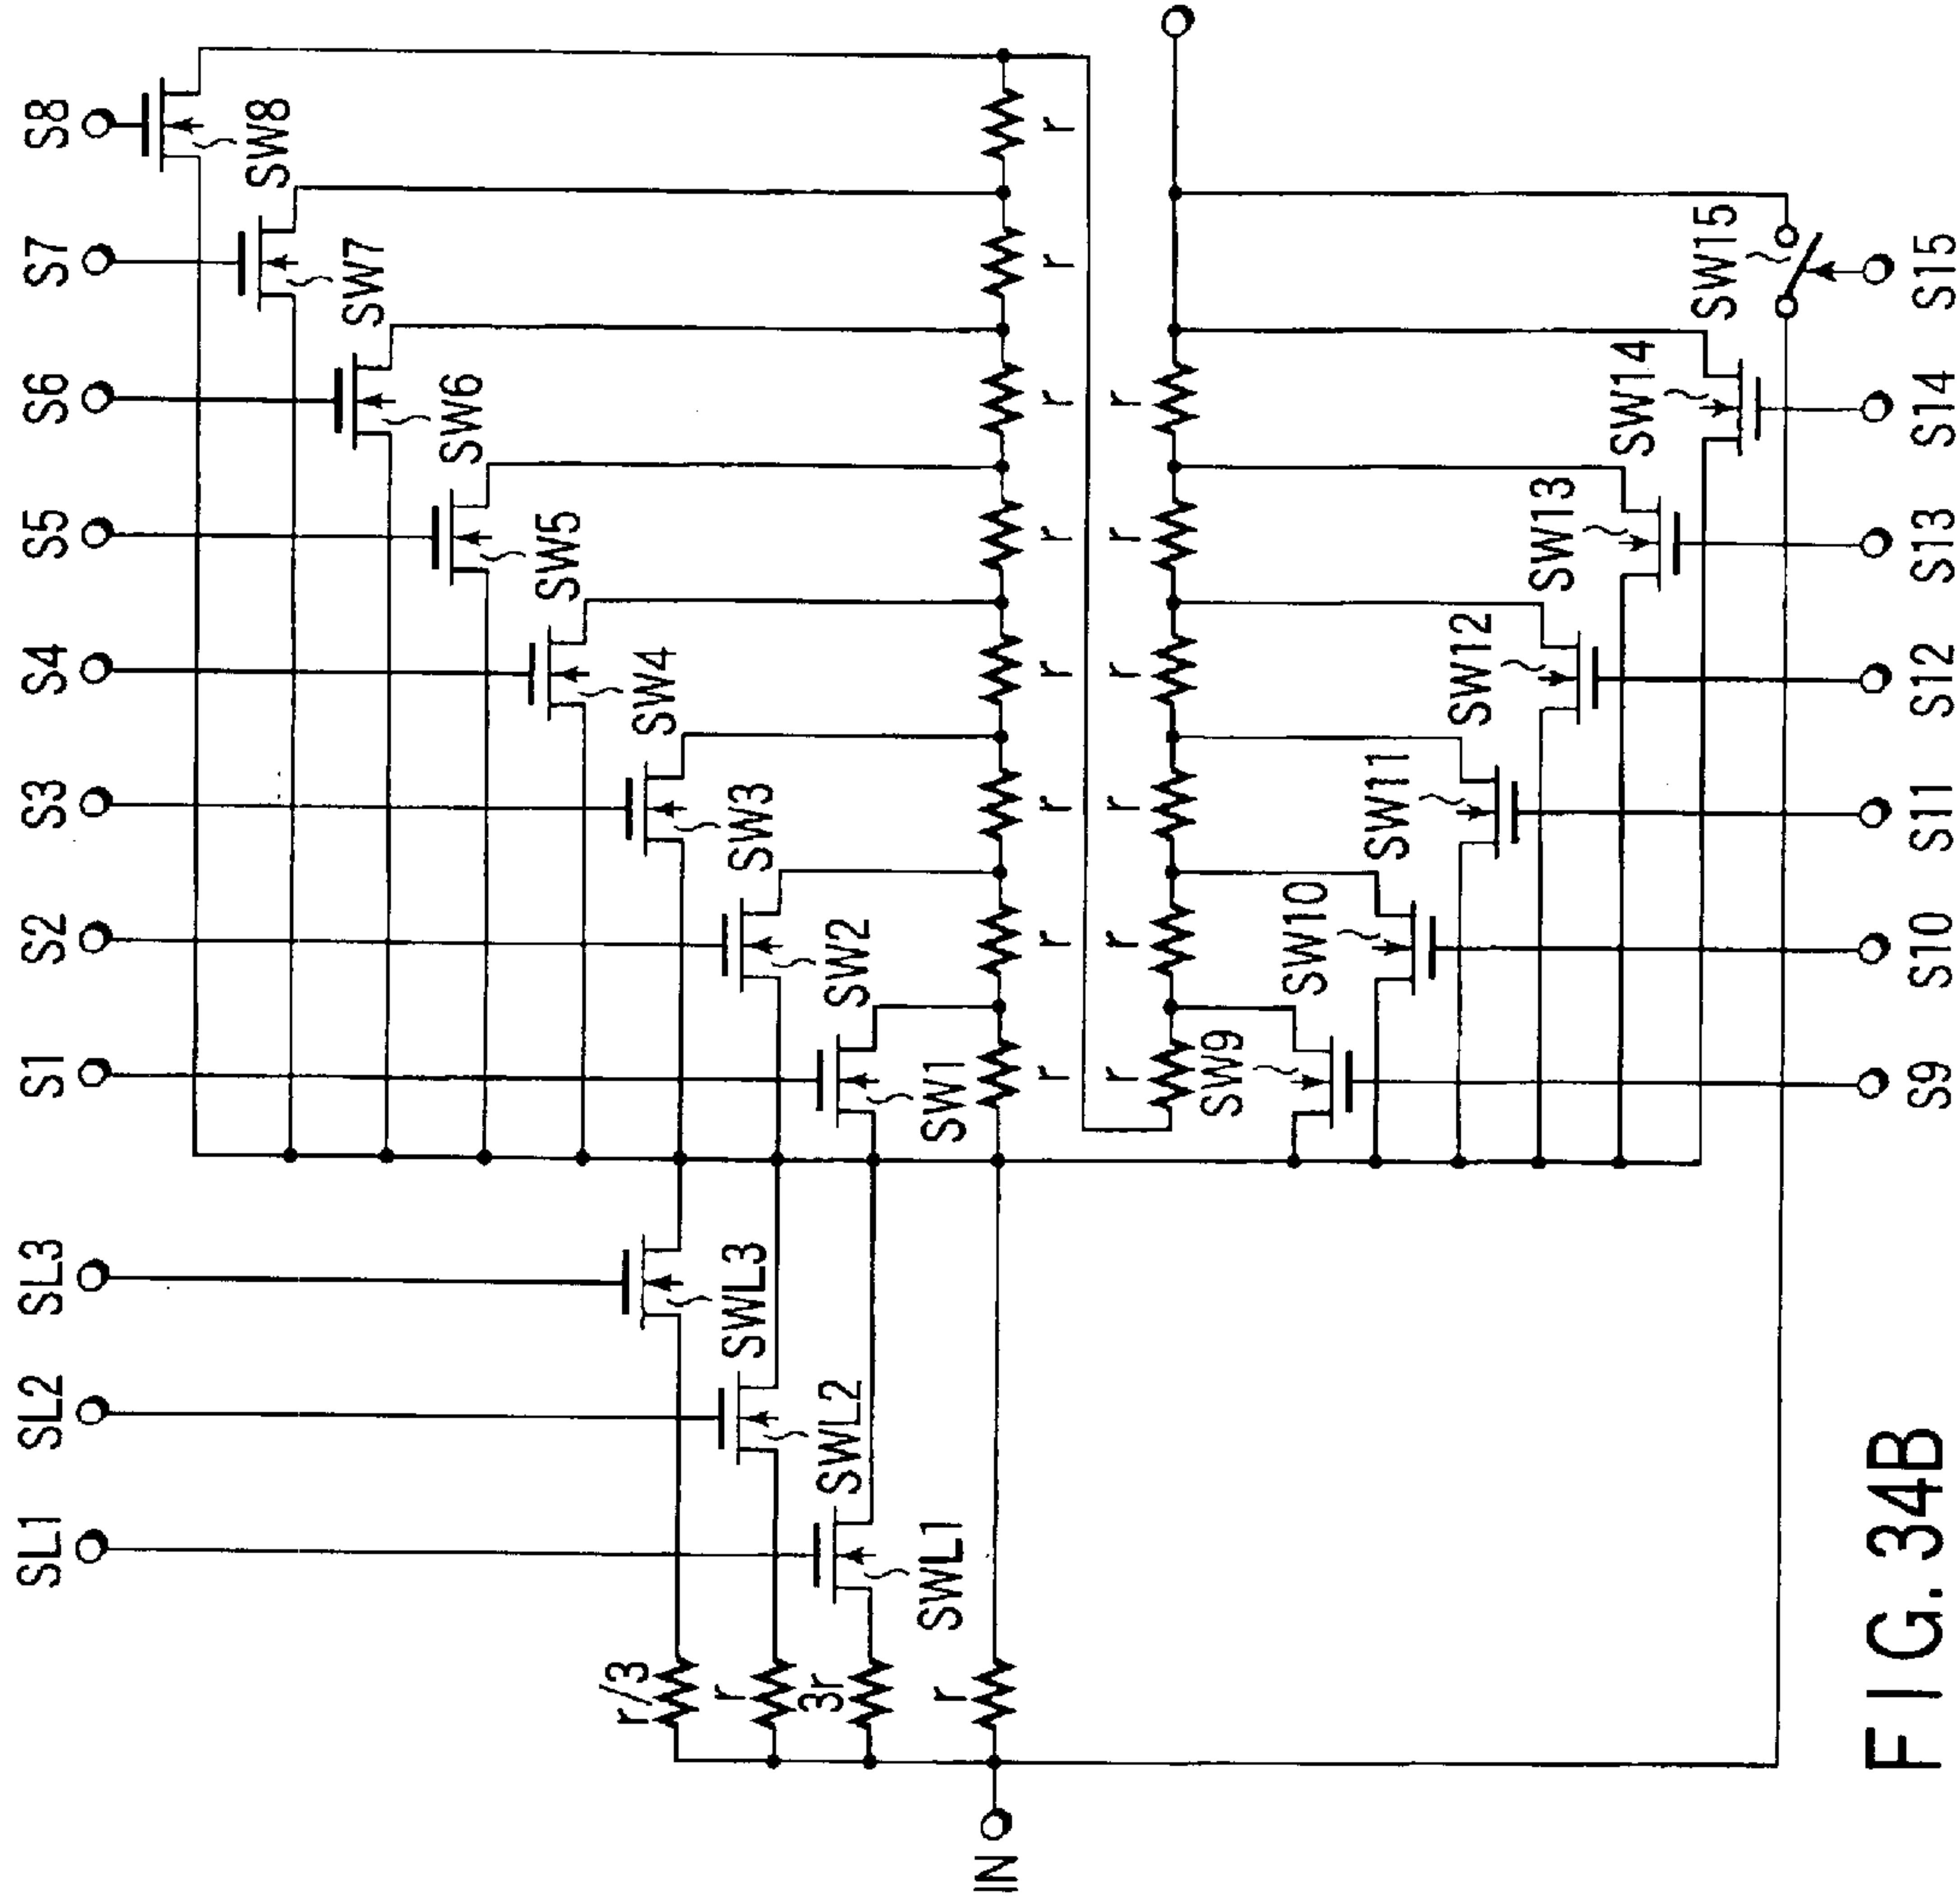 SL1 SL2 SL3 S1 S2 S3 S4 S5 S6 S7 S8
SW8
SW7
SW6
SW5
SW4
SW3
SW2
SW1
SWL3
SWL2
SWL1
r/3
r
3r
r
IN
r r r r r r r r
r r r r r r
SW9
SW10
SW11
SW12
SW13
SW14
SW15
S9 S10 S11 S12 S13 S14 S15
FIG. 34B